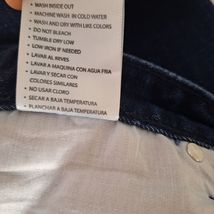 • WASH INSIDE OUT
• MACHINE WASH IN COLD WATER
• WASH AND DRY WITH LIKE COLORS
• DO NOT BLEACH
• TUMBLE DRY LOW
• LOW IRON IF NEEDED
• LAVAR AL REVES
• LAVAR A MAQUINA CON AGUA FRIA
• LAVAR Y SECAR CON
COLORES SIMILARES
• NO USAR CLORO
• SECAR A BAJA TEMPERATURA
• PLANCHAR A BAJA TEMPERATURA